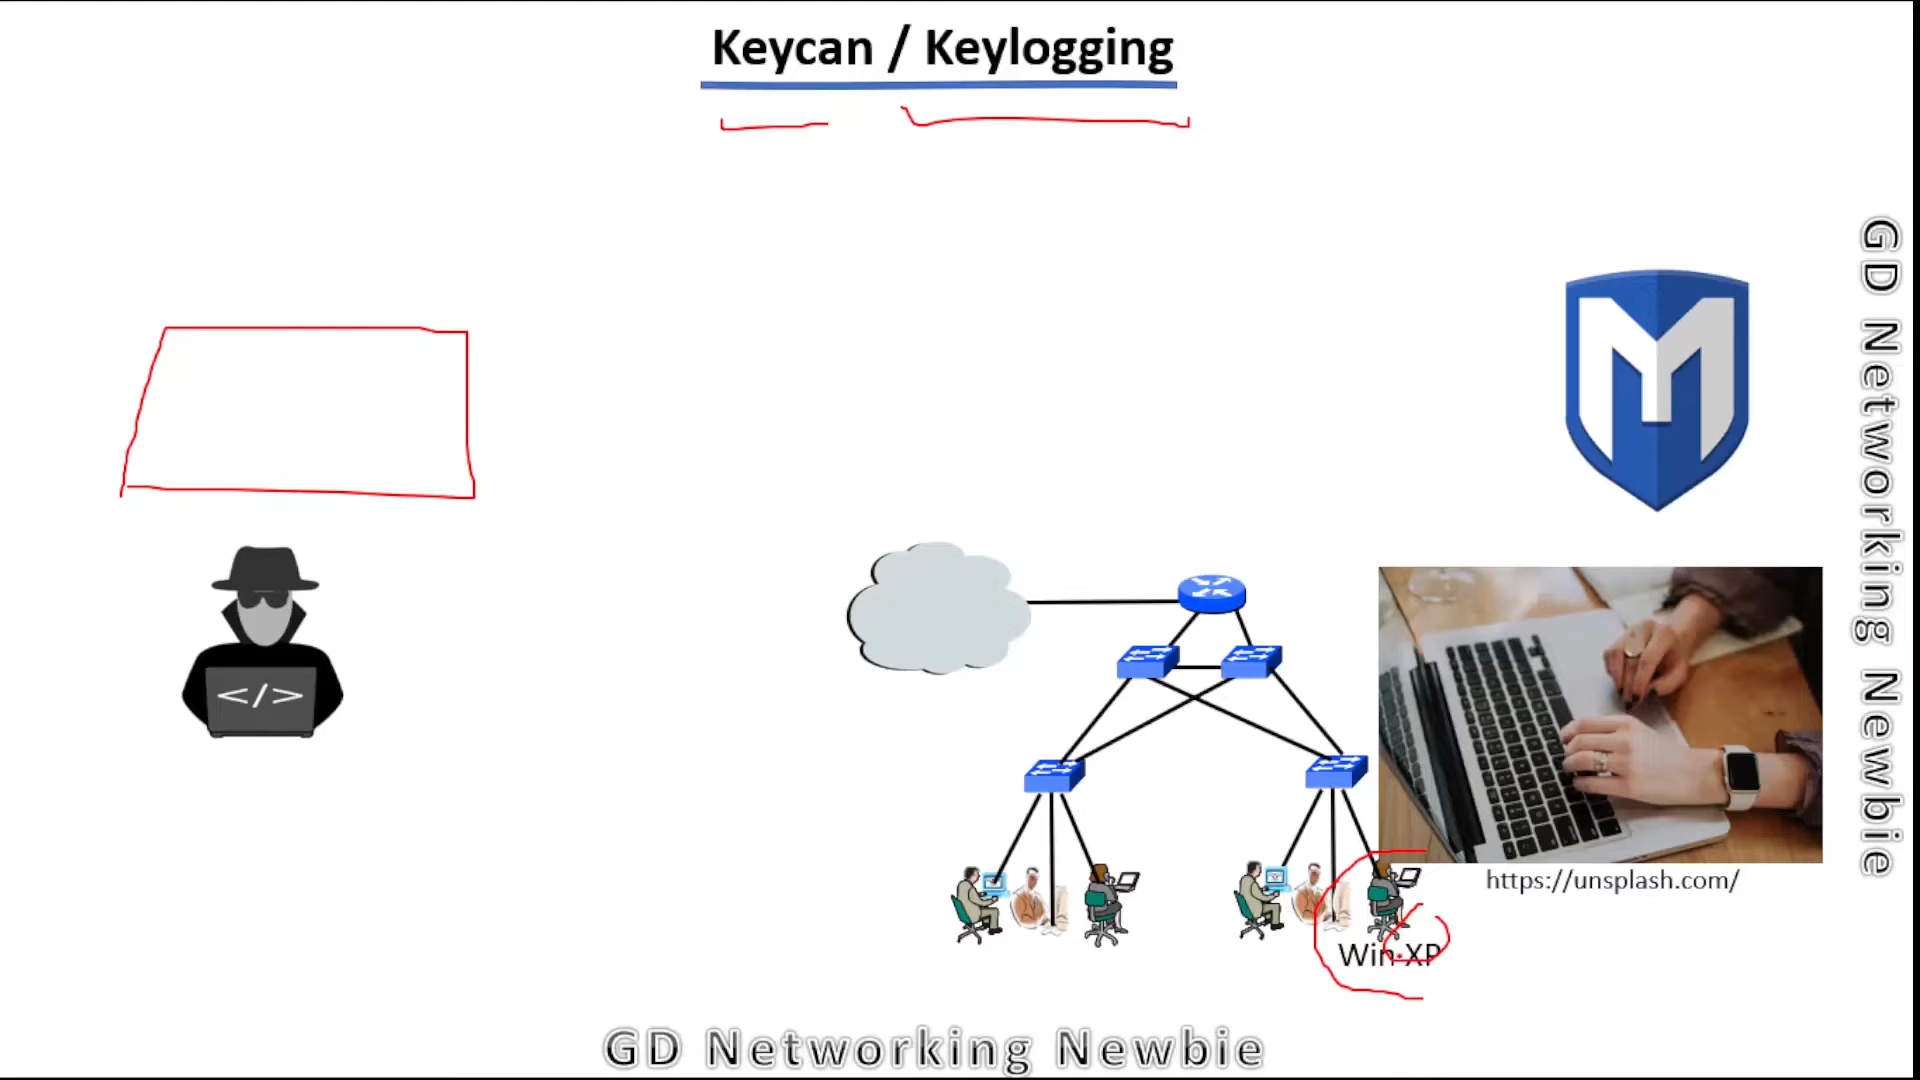 Keycan / Keylogging
</>
https://unsplash.com/
Win XP
GD Networking Newbie
GD Networking Newbie